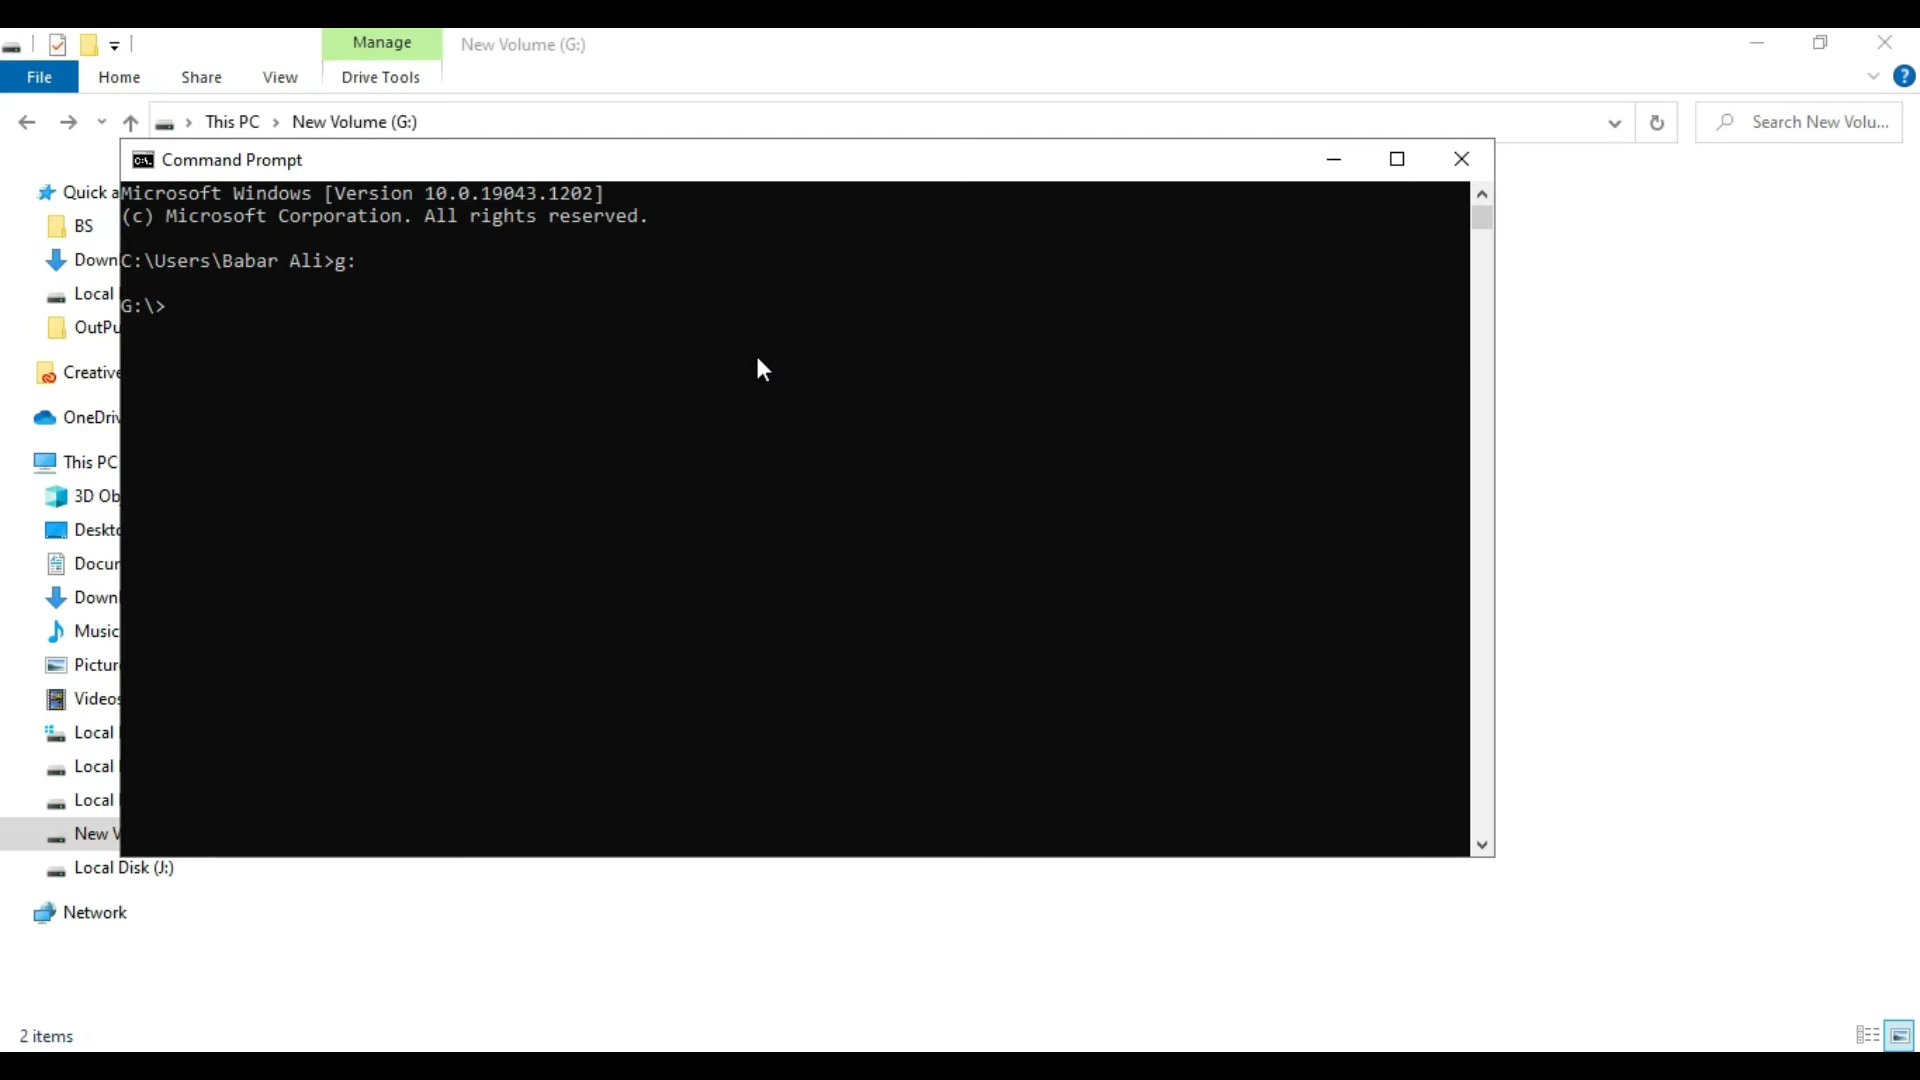 Manage
New Volume (G:)
File
Home
Share
View
Drive Tools
This PC
New Volume (G:)
Search New Volu...
Command Prompt
Quick a
Microsoft Windows [Version 10.0.19043.1202]
(c) Microsoft Corporation. All rights reserved.
BS
Down
C:\Users\Babar Ali>g:
Local
G:\>
OutPu
Creative
OneDriv
This PC
3D Ob
Deskto
Docu
Down
Music
Pictur
Videos
Local
Local
Local
New V
Local Disk (J:)
Network
2 items